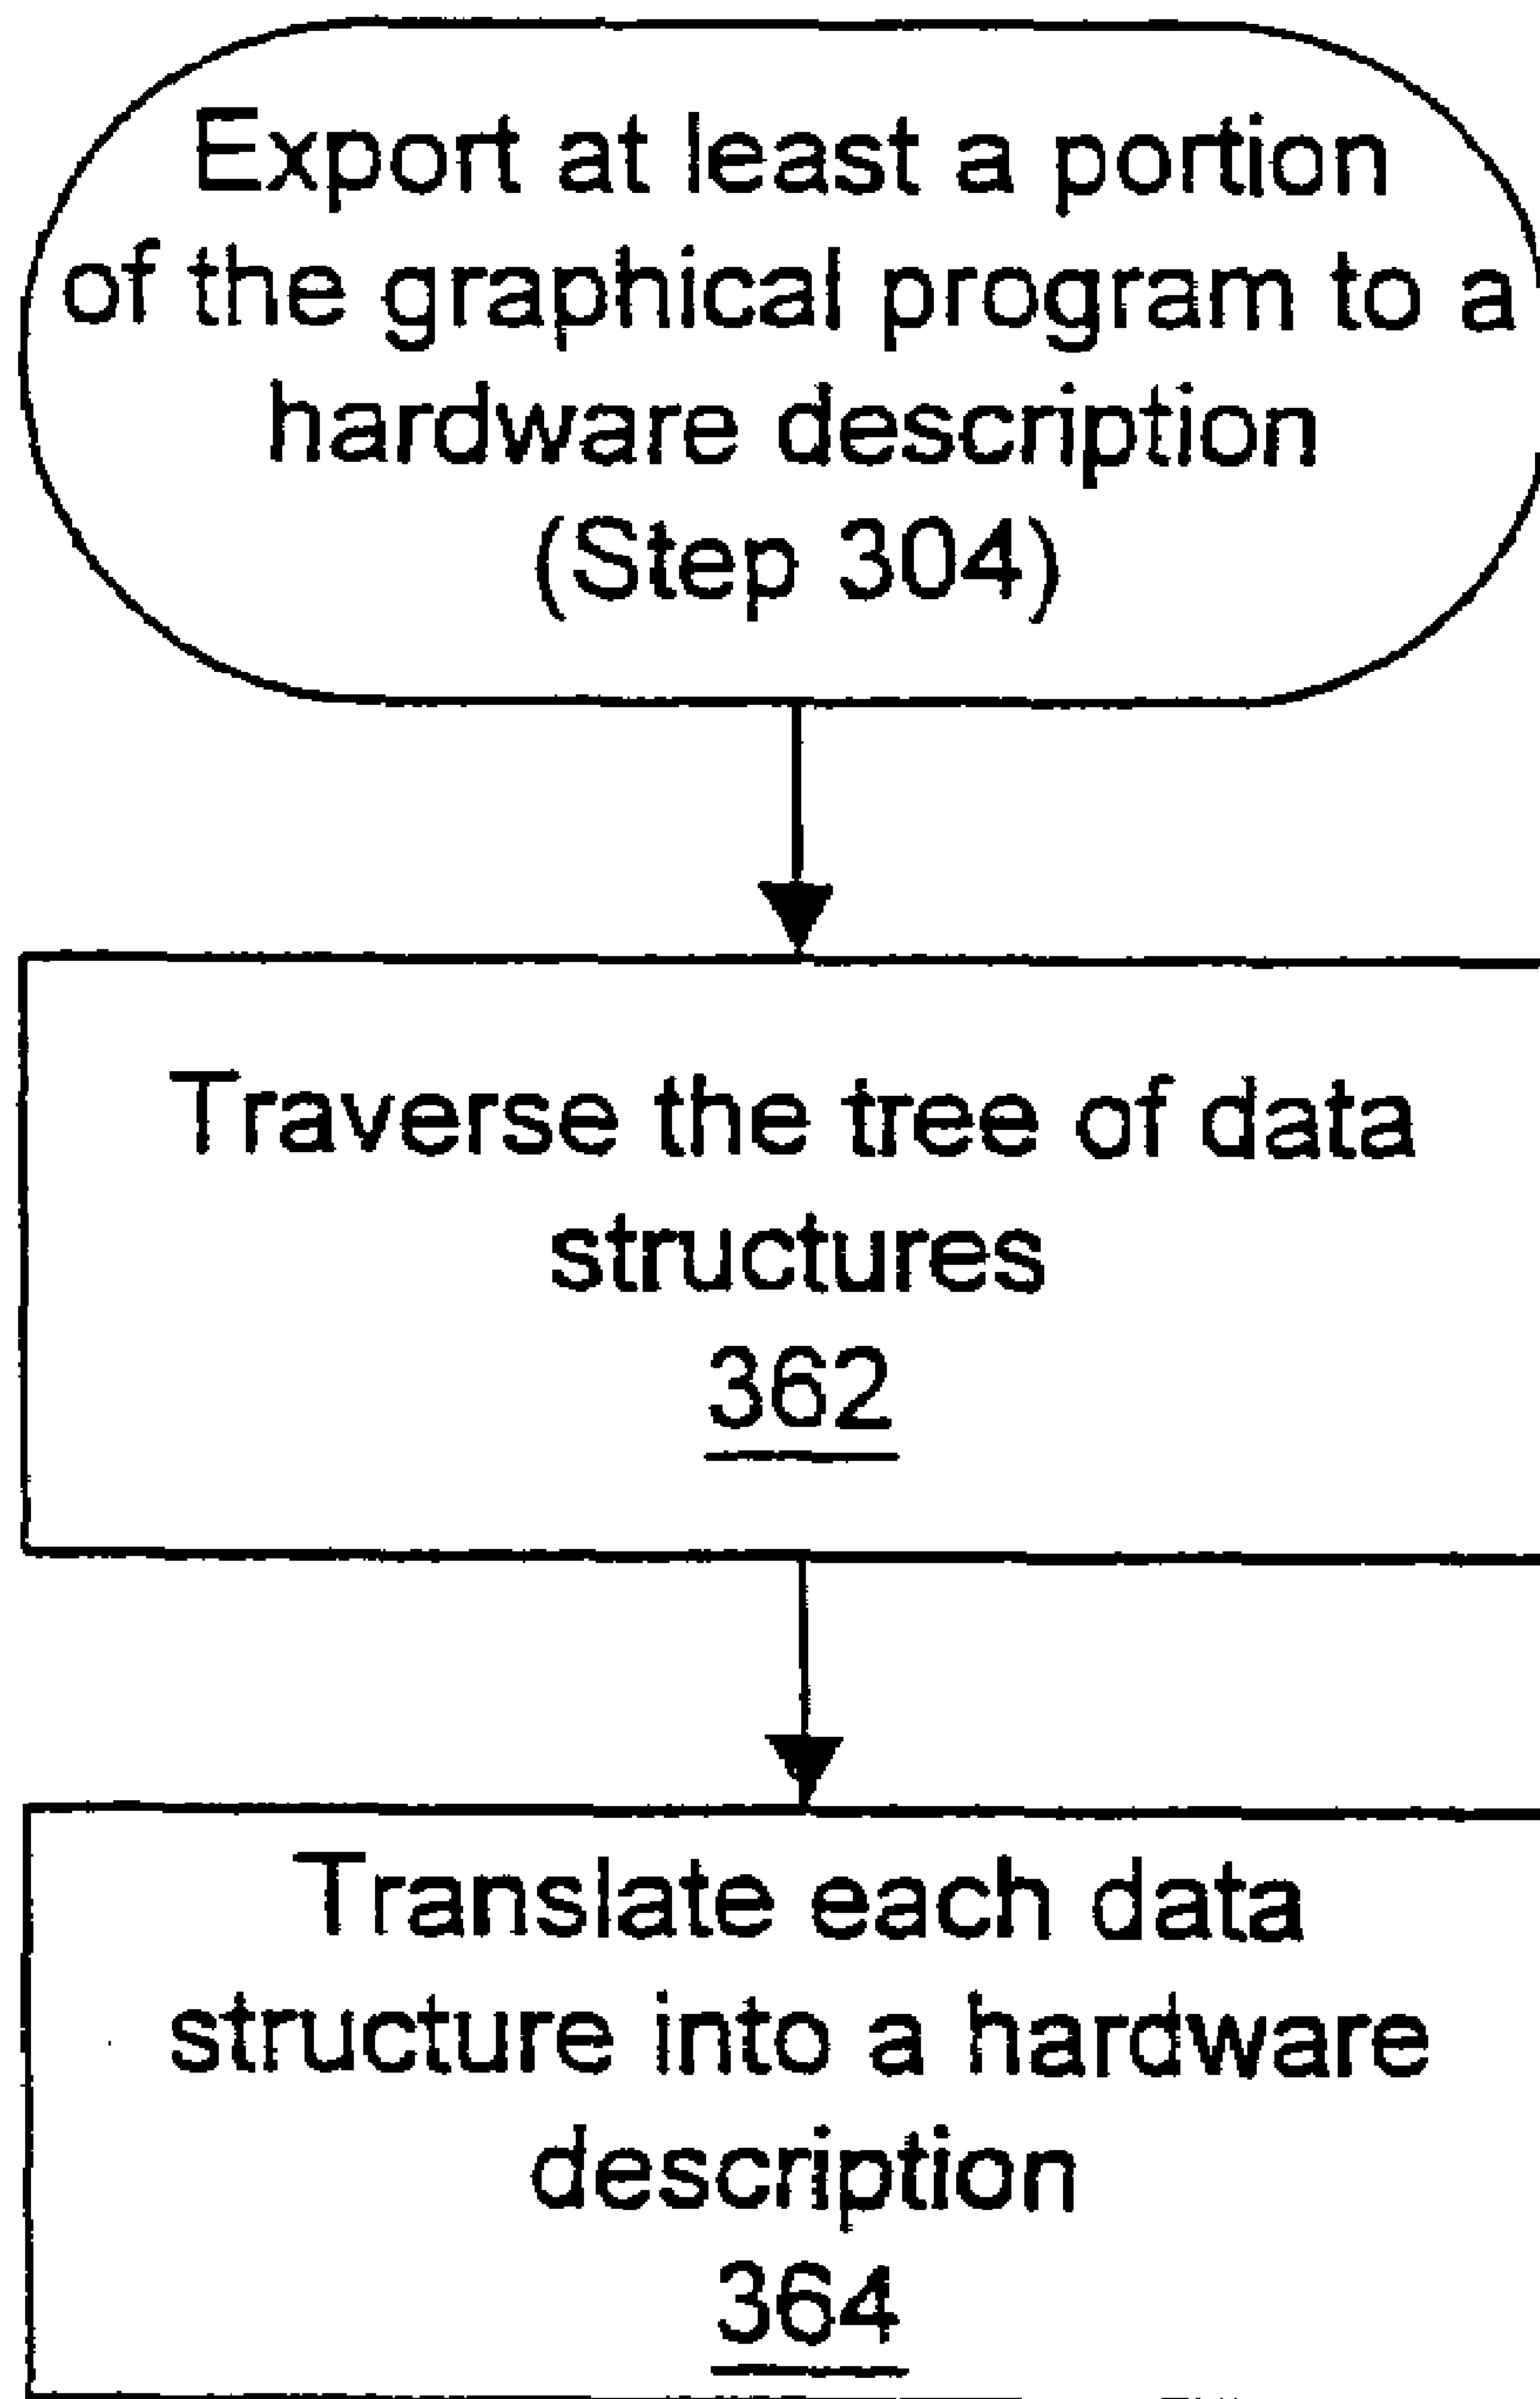 Export at least a portion
of the graphical program to a
hardware description
(Step 304)
Traverse the tree of data
structures
362
Translate each data
structure into a hardware
description
364